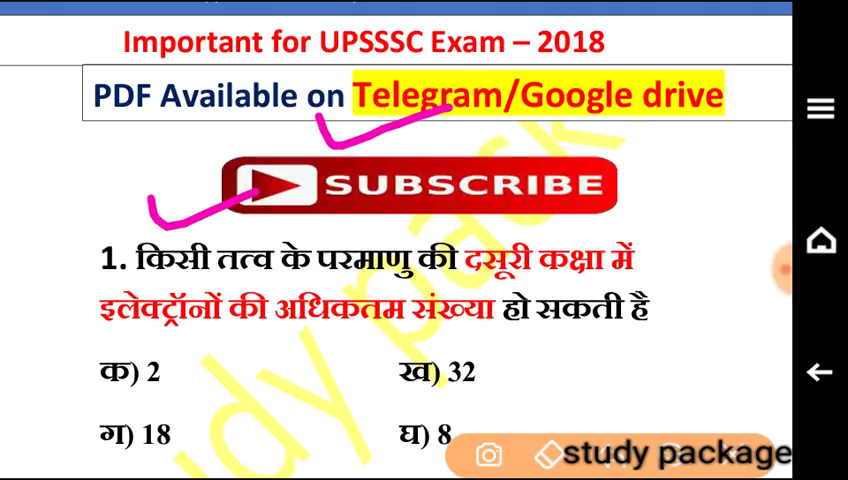 Important for UPSSSC Exam – 2018
PDF Available on Telegram/Google drive
SUBSCRIBE
1. किसी तत्व के परमाणु की दसूरी कक्षा में
इलेक्ट्रॉनों की अधिकतम संख्या हो सकती है
क) 2 ख) 32
ग) 18 घ) 8
study package